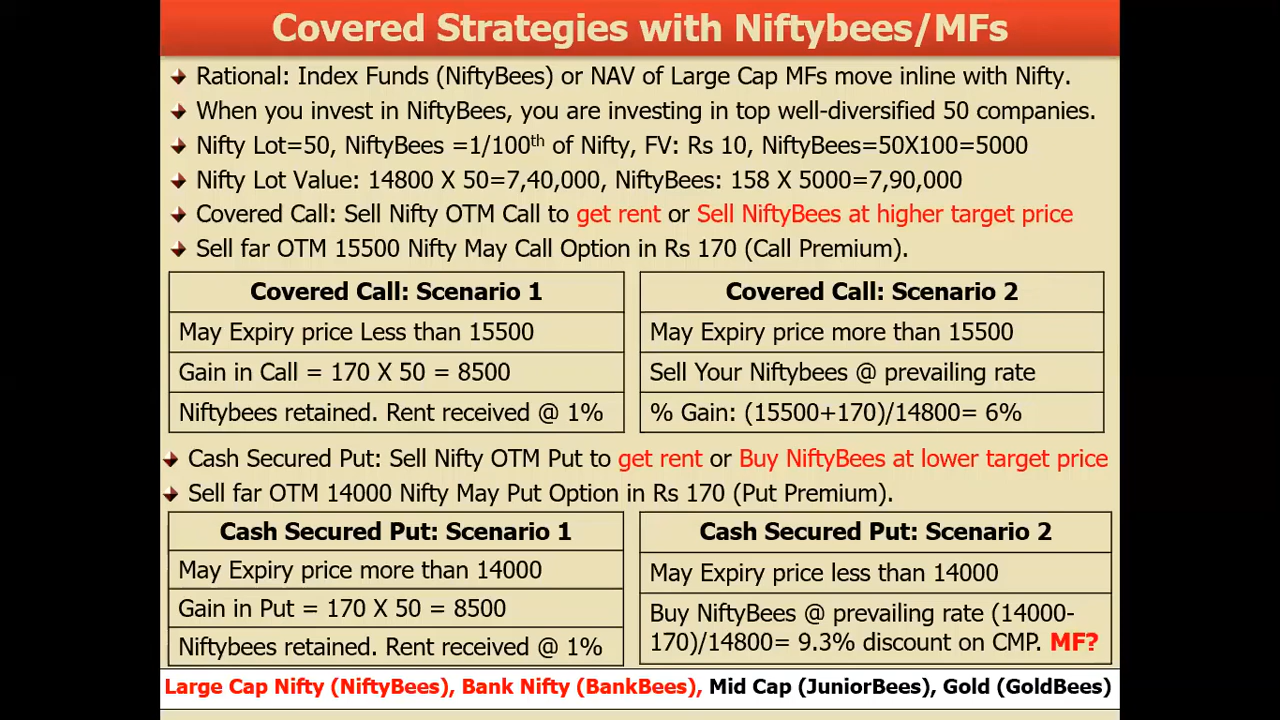 Covered Strategies with Niftybees/MFs
Rational: Index Funds (NiftyBees) or NAV of Large Cap MFs move inline with Nifty.
When you invest in NiftyBees, you are investing in top well-diversified 50 companies.
Nifty Lot=50, NiftyBees =1/100th of Nifty, FV: Rs 10, NiftyBees=50X100=5000
Nifty Lot Value: 14800 X 50=7,40,000, NiftyBees: 158 X 5000=7,90,000
Covered Call: Sell Nifty OTM Call to get rent or Sell NiftyBees at higher target price
Sell far OTM 15500 Nifty May Call Option in Rs 170 (Call Premium).
Covered Call: Scenario 1
May Expiry price Less than 15500
Gain in Call = 170 X 50 = 8500
Niftybees retained. Rent received @ 1%
Covered Call: Scenario 2
May Expiry price more than 15500
Sell Your Niftybees @ prevailing rate
% Gain: (15500+170)/14800= 6%
Cash Secured Put: Sell Nifty OTM Put to get rent or Buy NiftyBees at lower target price
Sell far OTM 14000 Nifty May Put Option in Rs 170 (Put Premium).
Cash Secured Put: Scenario 1
May Expiry price more than 14000
Gain in Put = 170 X 50 = 8500
Niftybees retained. Rent received @ 1%
Cash Secured Put: Scenario 2
May Expiry price less than 14000
Buy NiftyBees @ prevailing rate (14000-
170)/14800= 9.3% discount on CMP. MF?
Large Cap Nifty (NiftyBees), Bank Nifty (BankBees), Mid Cap (JuniorBees), Gold (GoldBees)